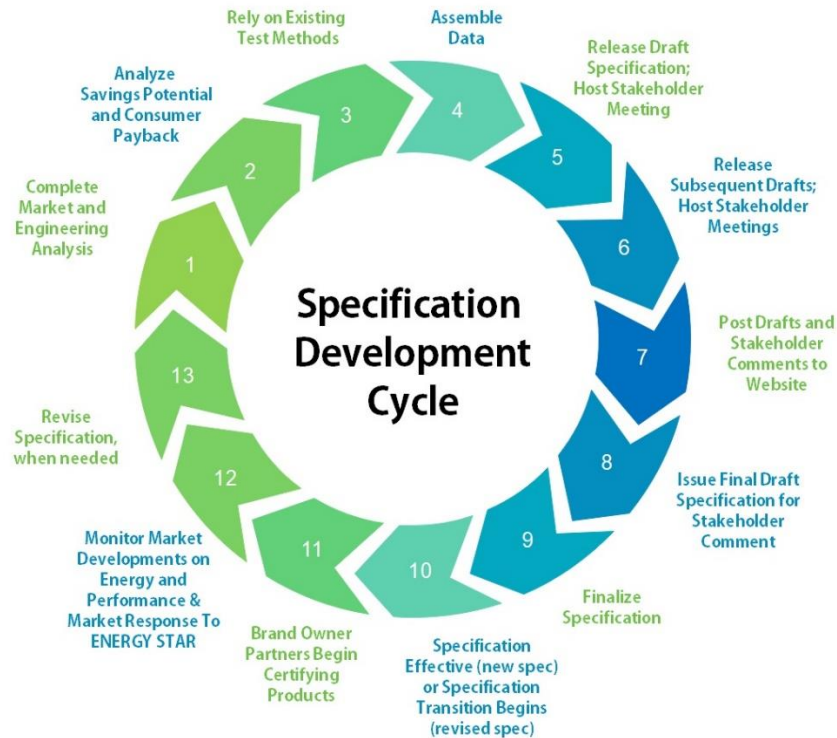 Specification
Development
Cycle
1
Complete
Market and
Engineering
Analysis
2
Analyze
Savings Potential
and Consumer
Payback
3
Rely on Existing
Test Methods
4
Assemble
Data
5
Release Draft
Specification;
Host Stakeholder
Meeting
6
Release
Subsequent Drafts;
Host Stakeholder
Meetings
7
Post Drafts and
Stakeholder
Comments to
Website
8
Issue Final Draft
Specification for
Stakeholder
Comment
9
Finalize
Specification
10
Specification
Effective (new spec)
or Specification
Transition Begins
(revised spec)
11
Brand Owner
Partners Begin
Certifying
Products
12
Monitor Market
Developments on
Energy and
Performance &
Market Response To
ENERGY STAR
13
Revise
Specification,
when needed